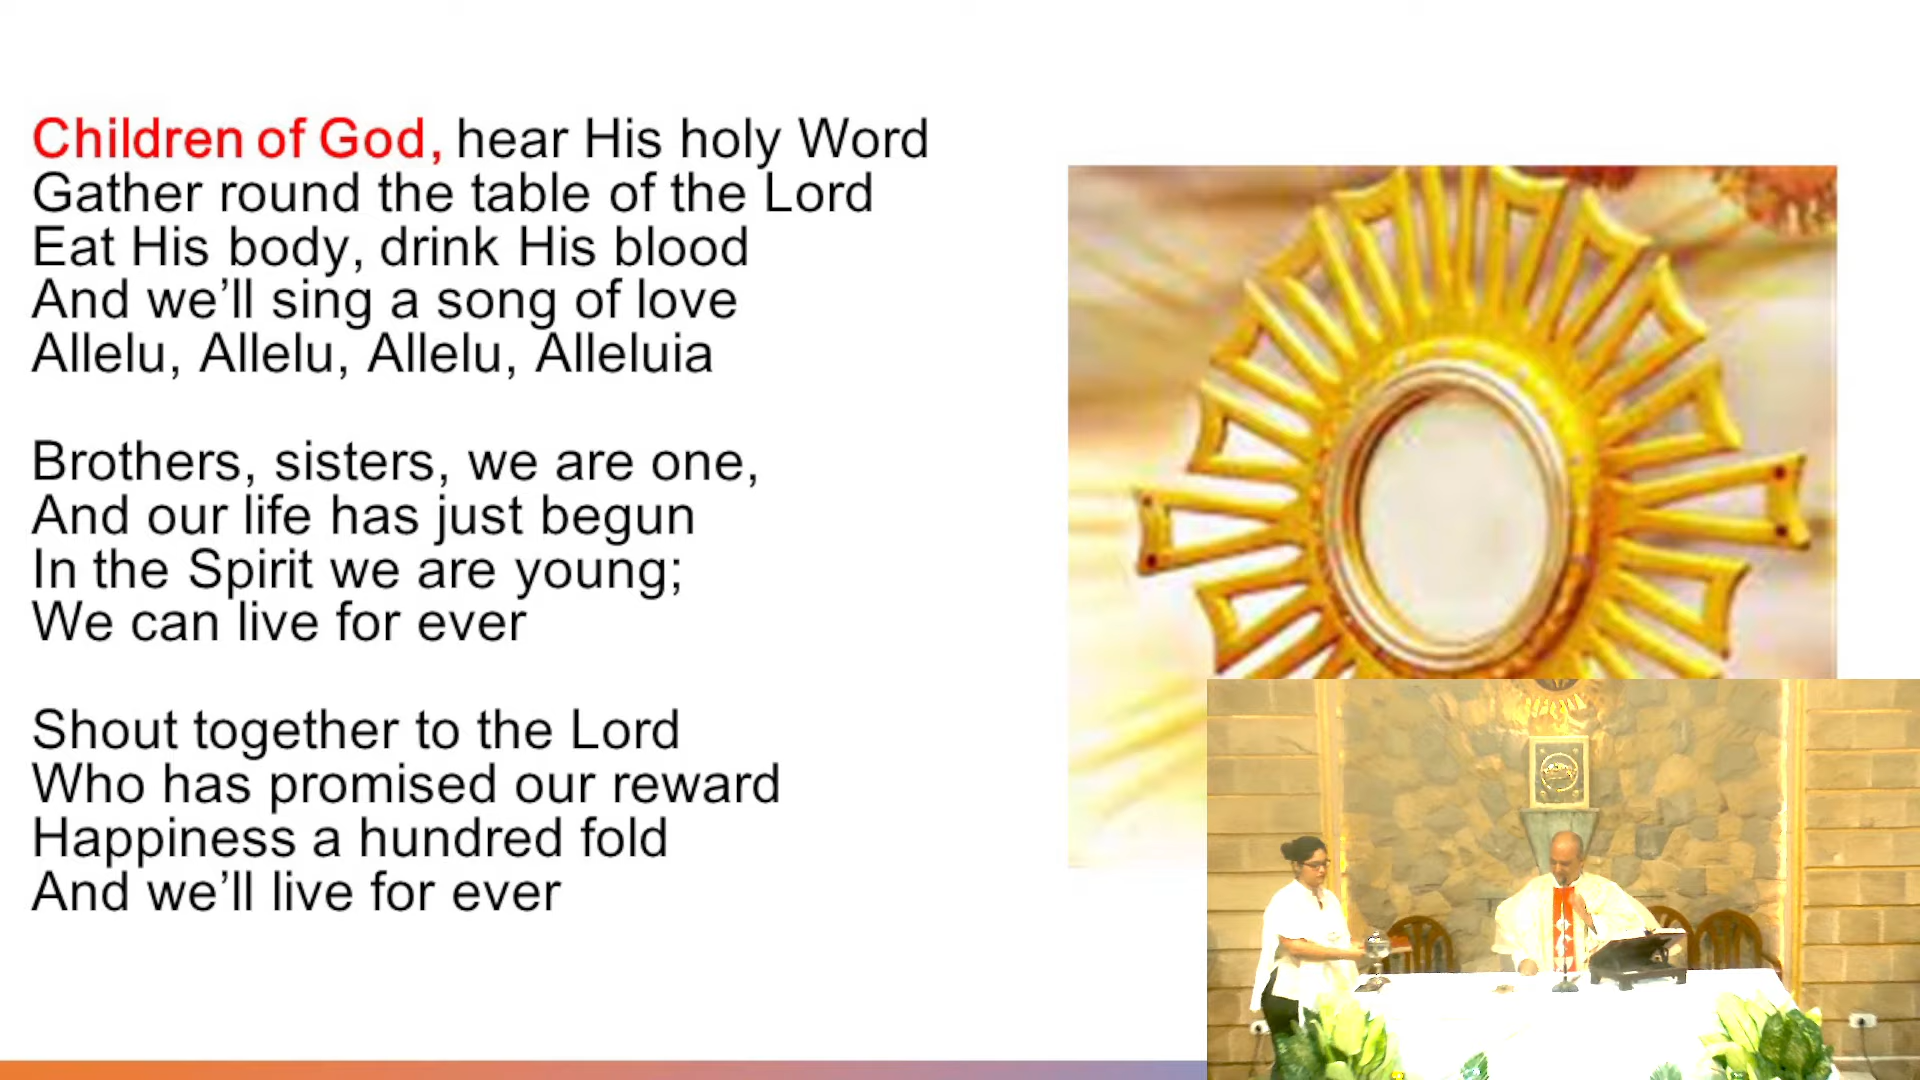 Children of God, hear His holy Word
Gather round the table of the Lord
Eat His body, drink His blood
And we’ll sing a song of love
Allelu, Allelu, Allelu, Alleluia
Brothers, sisters, we are one,
And our life has just begun
In the Spirit we are young;
We can live for ever
Shout together to the Lord
Who has promised our reward
Happiness a hundred fold
And we’ll live for ever